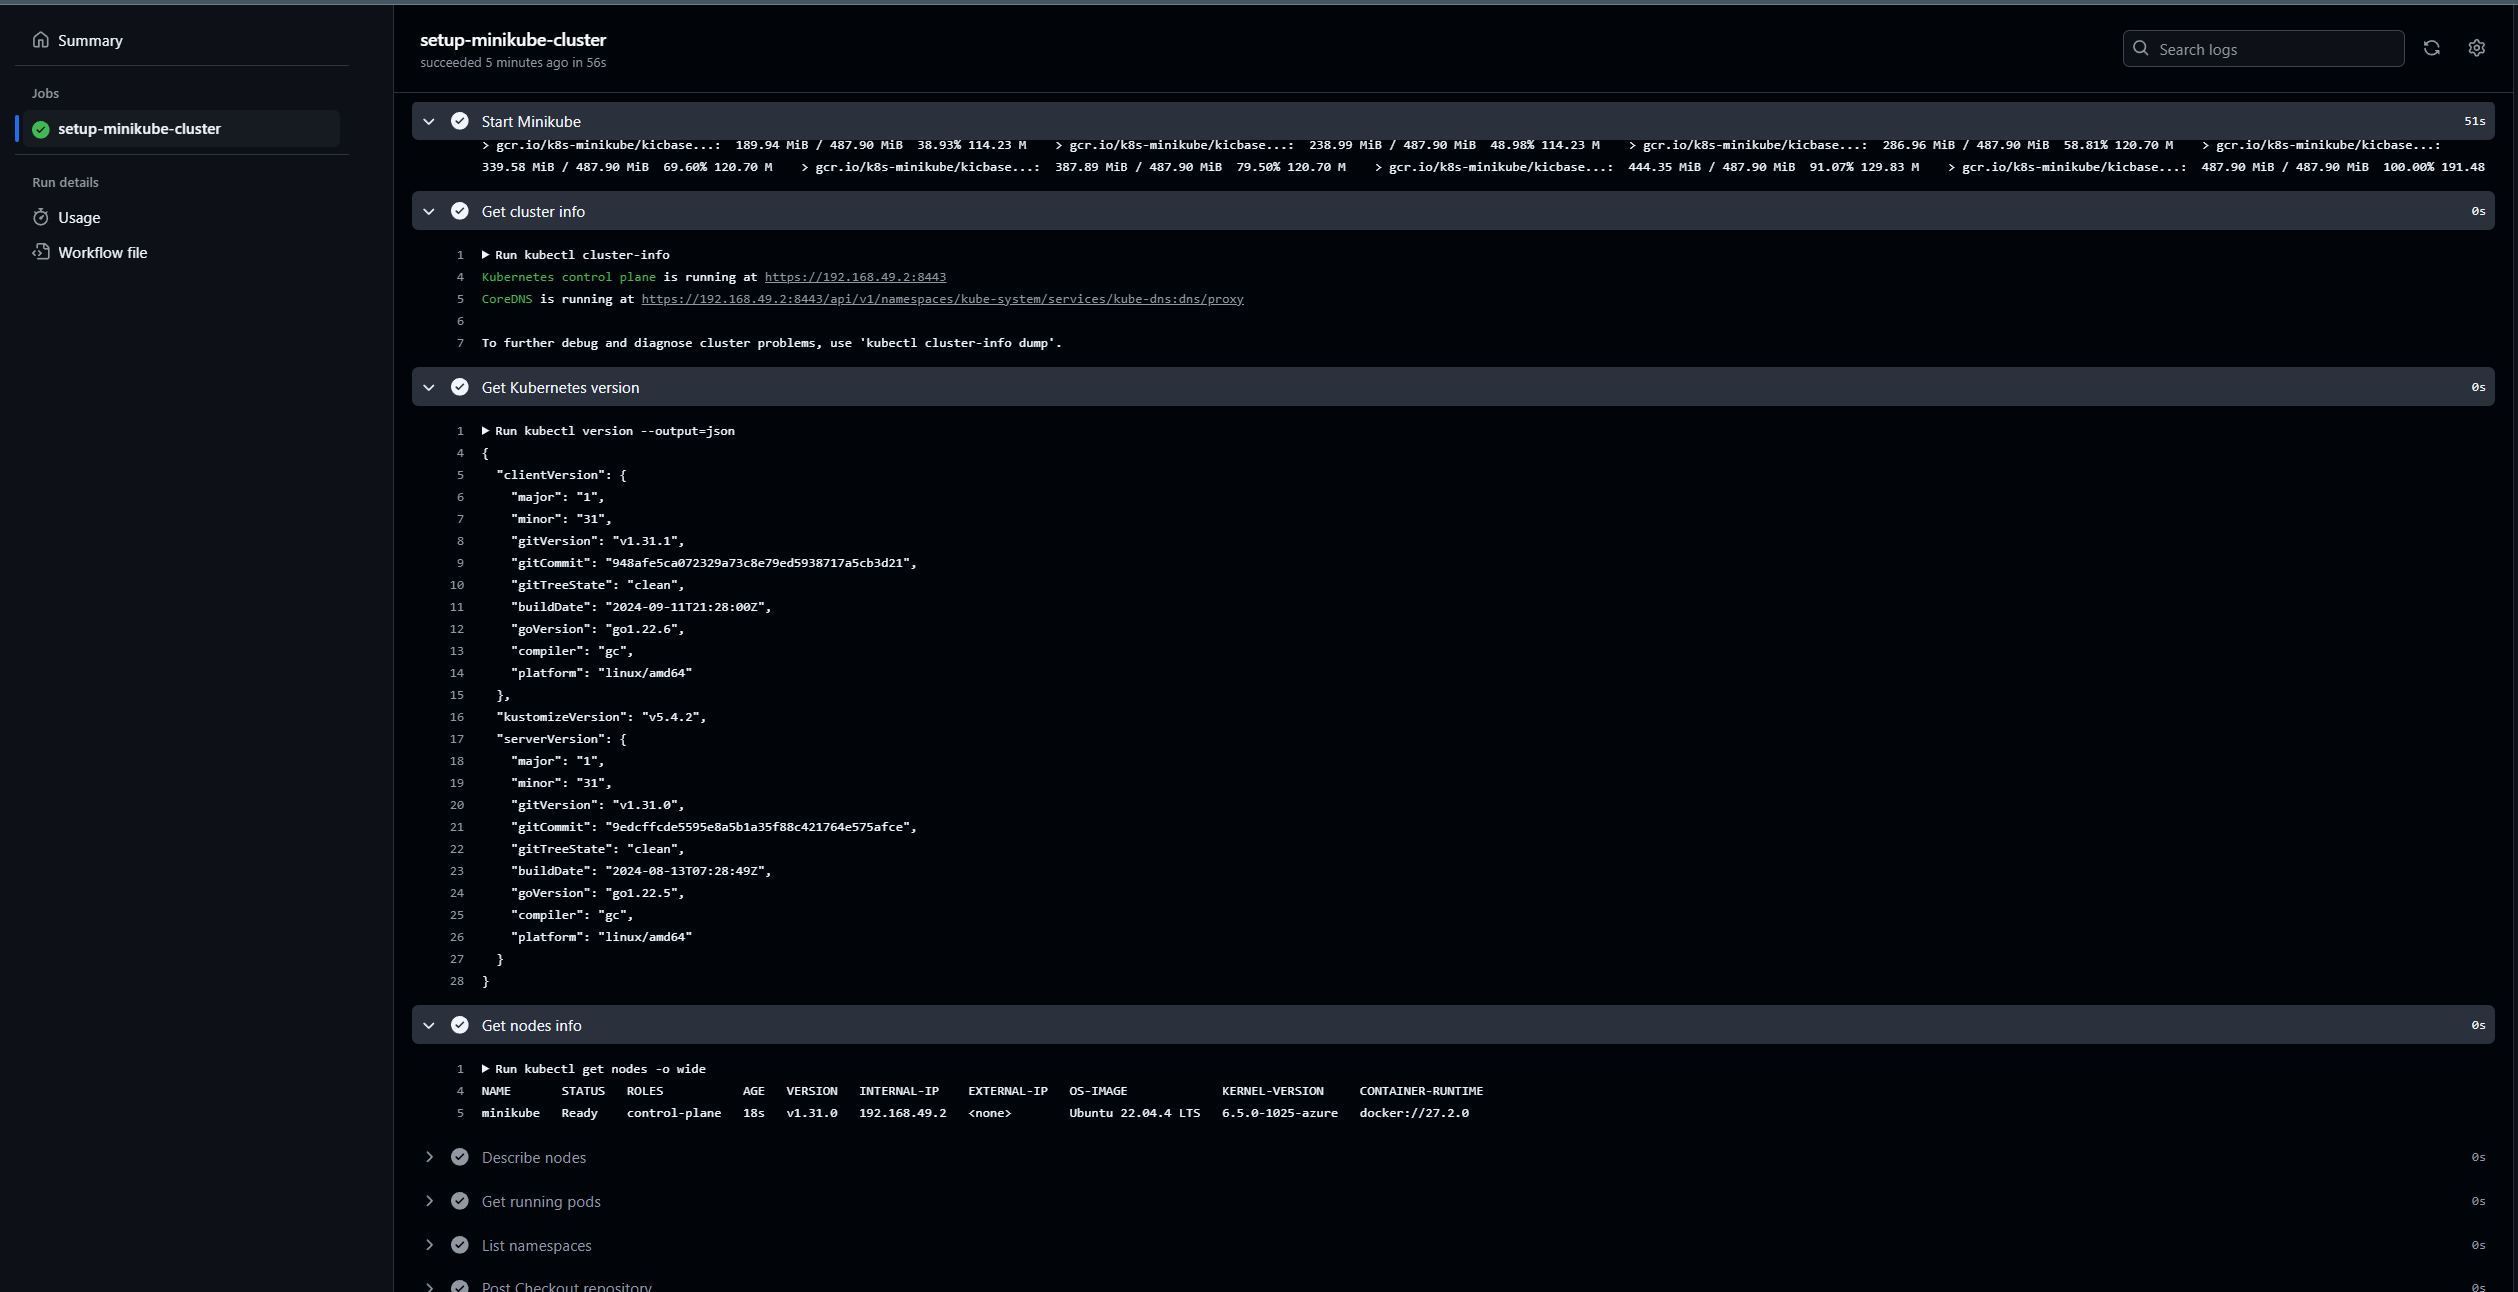 Summary
Jobs
setup-minikube-cluster
Run details
Usage
Workflow file
setup-minikube-cluster
succeeded 5 minutes ago in 56s
Search logs
Start Minikube 51s
> gcr.io/k8s-minikube/kicbase...: 189.94 MiB / 487.90 MiB 38.93% 114.23 M > gcr.io/k8s-minikube/kicbase...: 238.99 MiB / 487.90 MiB 48.98% 114.23 M > gcr.io/k8s-minikube/kicbase...: 286.96 MiB / 487.90 MiB 58.81% 120.70 M > gcr.io/k8s-minikube/kicbase...:
339.58 MiB / 487.90 MiB 69.60% 120.70 M > gcr.io/k8s-minikube/kicbase...: 387.89 MiB / 487.90 MiB 79.50% 120.70 M > gcr.io/k8s-minikube/kicbase...: 444.35 MiB / 487.90 MiB 91.07% 129.83 M > gcr.io/k8s-minikube/kicbase...: 487.90 MiB / 487.90 MiB 100.00% 191.48
Get cluster info 0s
1 Run kubectl cluster-info
4 Kubernetes control plane is running at https://192.168.49.2:8443
5 CoreDNS is running at https://192.168.49.2:8443/api/v1/namespaces/kube-system/services/kube-dns:dns/proxy
6
7 To further debug and diagnose cluster problems, use 'kubectl cluster-info dump'.
Get Kubernetes version 0s
1 Run kubectl version --output=json
4 {
5 "clientVersion": {
6 "major": "1",
7 "minor": "31",
8 "gitVersion": "v1.31.1",
9 "gitCommit": "948afe5ca072329a73c8e79ed5938717a5cb3d21",
10 "gitTreeState": "clean",
11 "buildDate": "2024-09-11T21:28:00Z",
12 "goVersion": "go1.22.6",
13 "compiler": "gc",
14 "platform": "linux/amd64"
15 },
16 "kustomizeVersion": "v5.4.2",
17 "serverVersion": {
18 "major": "1",
19 "minor": "31",
20 "gitVersion": "v1.31.0",
21 "gitCommit": "9edcffcde5595e8a5b1a35f88c421764e575afce",
22 "gitTreeState": "clean",
23 "buildDate": "2024-08-13T07:28:49Z",
24 "goVersion": "go1.22.5",
25 "compiler": "gc",
26 "platform": "linux/amd64"
27 }
28 }
Get nodes info 0s
1 Run kubectl get nodes -o wide
4 NAME STATUS ROLES AGE VERSION INTERNAL-IP EXTERNAL-IP OS-IMAGE KERNEL-VERSION CONTAINER-RUNTIME
5 minikube Ready control-plane 18s v1.31.0 192.168.49.2 <none> Ubuntu 22.04.4 LTS 6.5.0-1025-azure docker://27.2.0
Describe nodes 0s
Get running pods 0s
List namespaces 0s
Post Checkout repository 0s